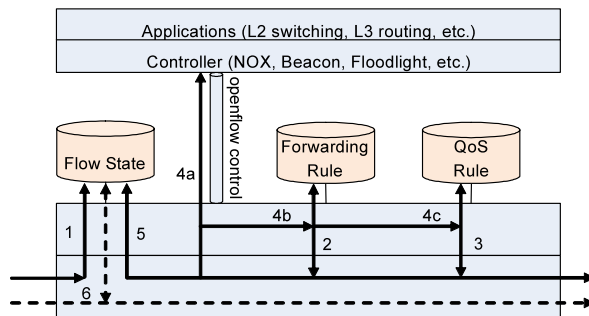 Applications (L2 switching, L3 routing, etc.)
Controller (NOX, Beacon, Floodlight, etc.)
openflow control
Flow State
Forwarding
Rule
QoS
Rule
4a
4b
4c
1
5
2
3
6